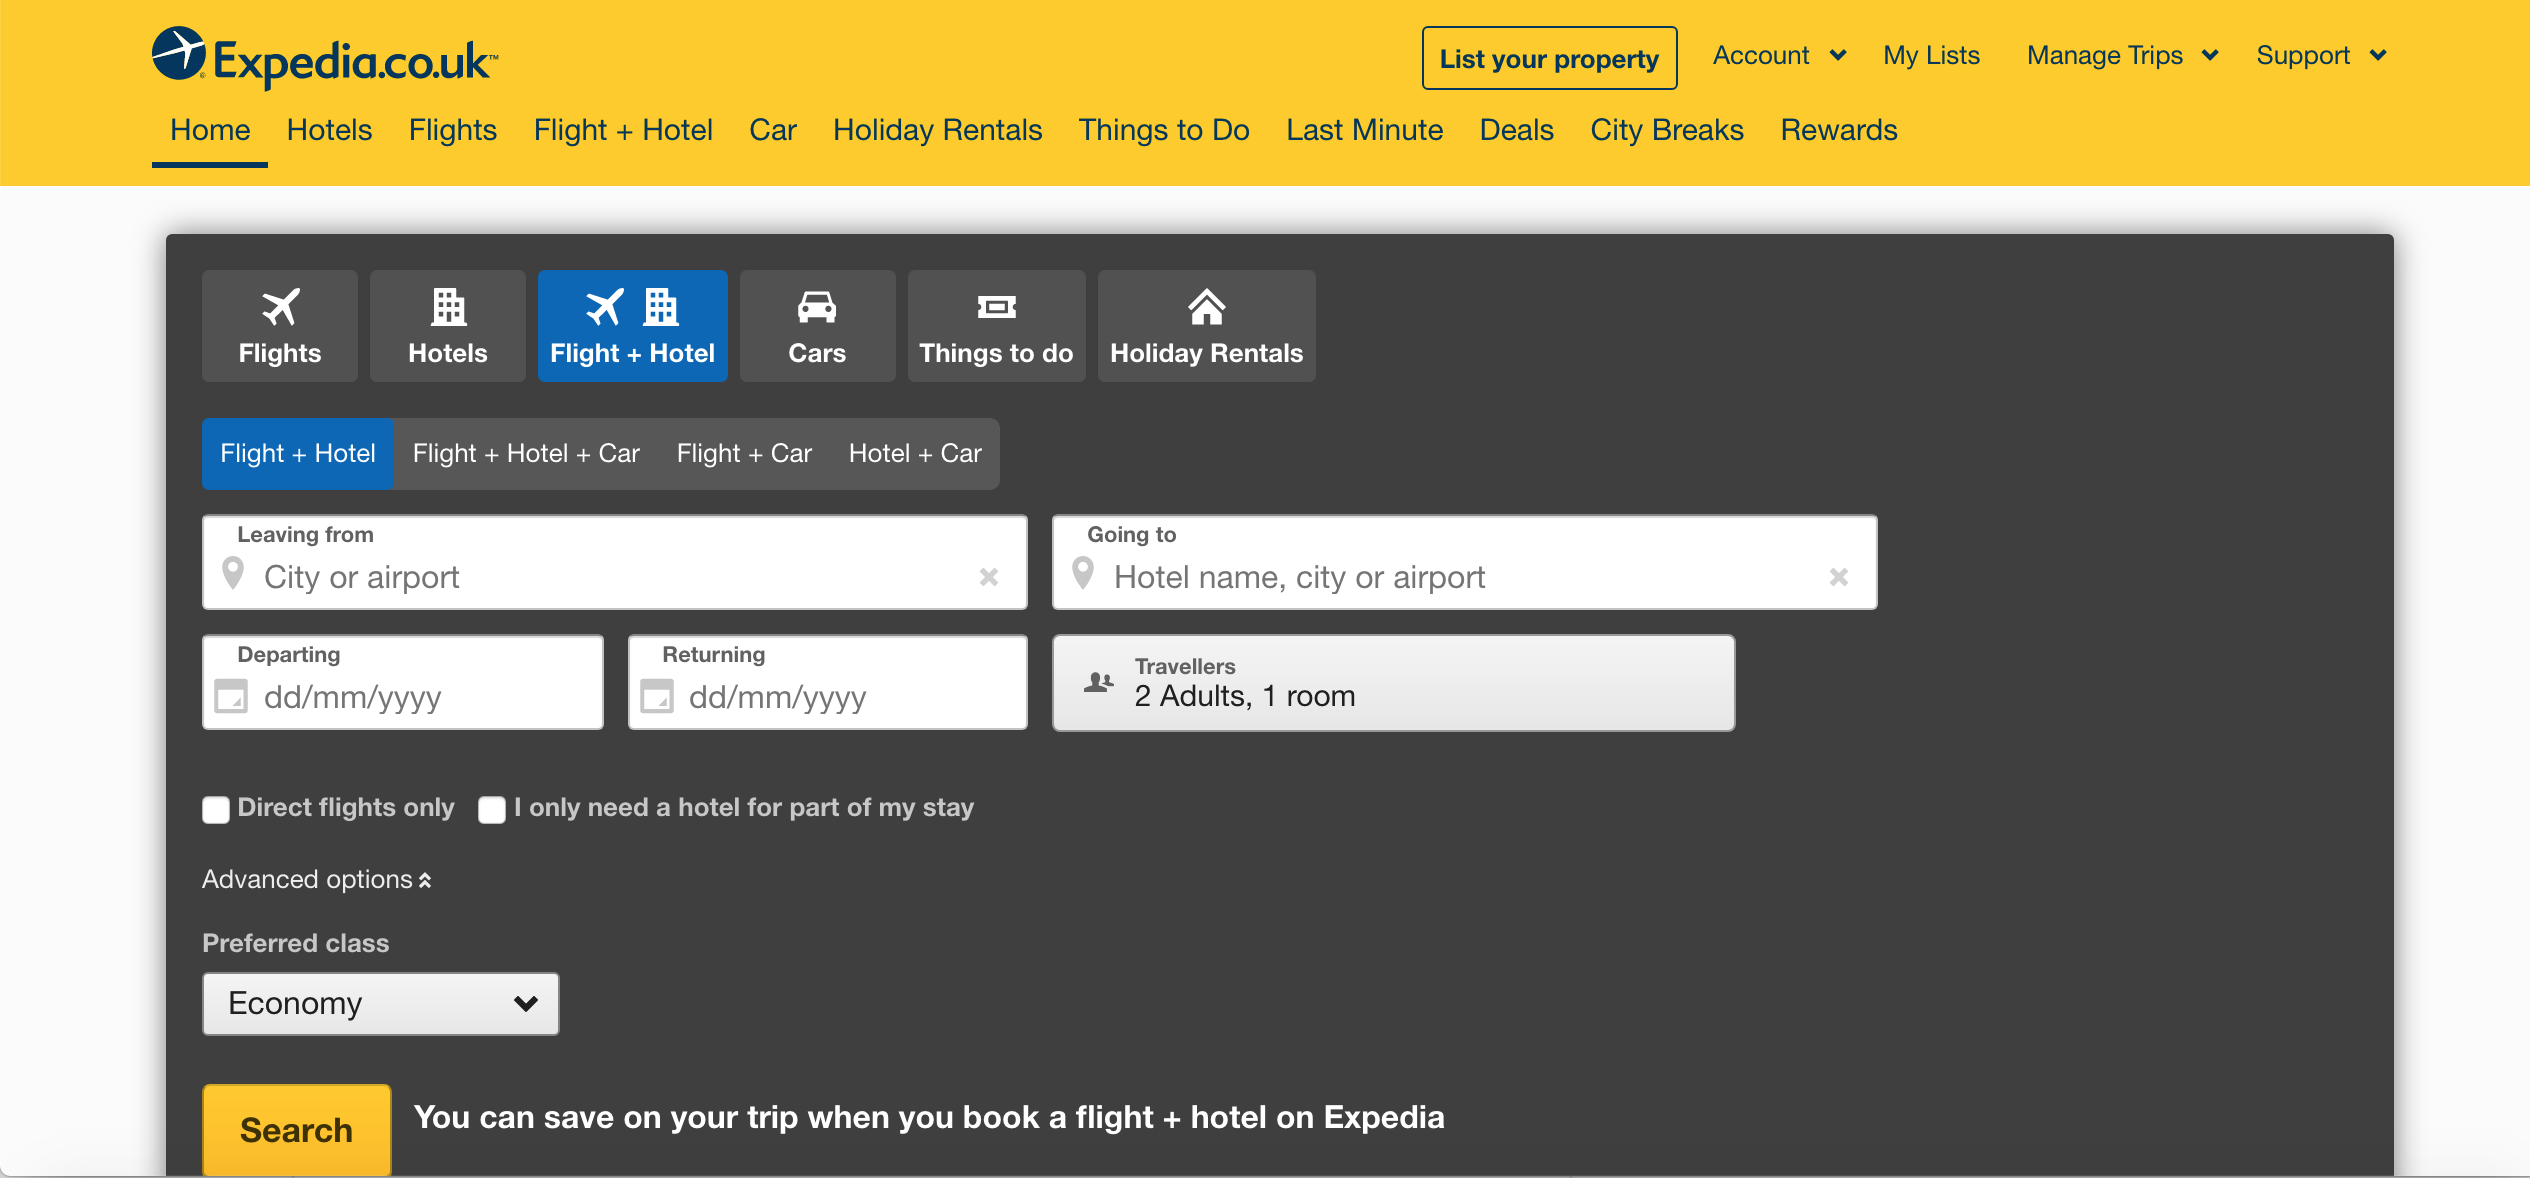 Expedia.co.uk™
List your property
Account
My Lists
Manage Trips
Support
Home Hotels Flights Flight + Hotel Car Holiday Rentals Things to Do Last Minute Deals City Breaks Rewards
Flights
Hotels
Flight + Hotel
Cars
Things to do
Holiday Rentals
Flight + Hotel
Flight + Hotel + Car
Flight + Car
Hotel + Car
Leaving from
City or airport
Going to
Hotel name, city or airport
Departing
dd/mm/yyyy
Returning
dd/mm/yyyy
Travellers
2 Adults, 1 room
Direct flights only
I only need a hotel for part of my stay
Advanced options
Preferred class
Economy
Search
You can save on your trip when you book a flight + hotel on Expedia